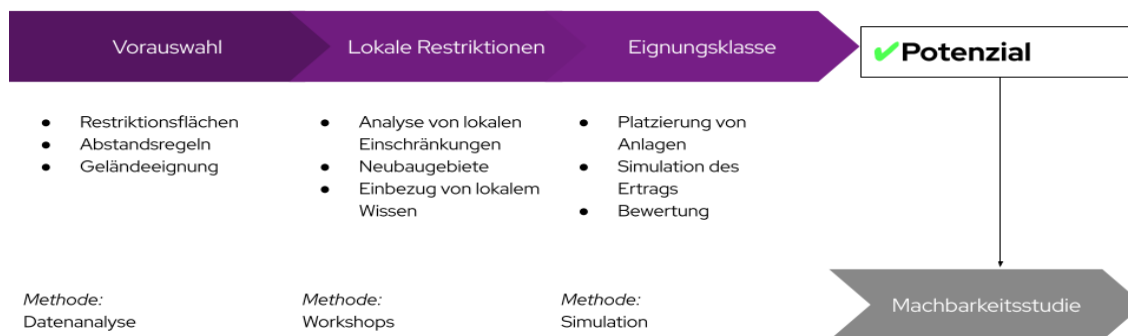 Vorauswahl
Lokale Restriktionen
Eignungsklasse
✔Potenzial
● Restriktionsflächen
● Abstandsregeln
● Geländeeignung
● Analyse von lokalen
Einschränkungen
● Neubaugebiete
● Einbezug von lokalem
Wissen
● Platzierung von
Anlagen
● Simulation des
Ertrags
● Bewertung
Methode:
Datenanalyse
Methode:
Workshops
Methode:
Simulation
Machbarkeitsstudie